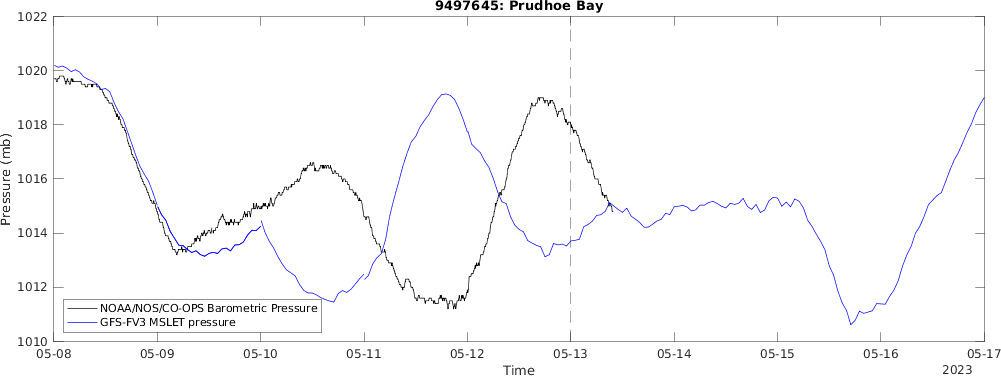 9497645: Prudhoe Bay
1022
1020
1018
1016
1014
1012
1010
Pressure (mb)
NOAA/NOS/CO-OPS Barometric Pressure
GFS-FV3 MSLET pressure
05-08 05-09 05-10 05-11 05-12 05-13 05-14 05-15 05-16 05-17
Time
2023